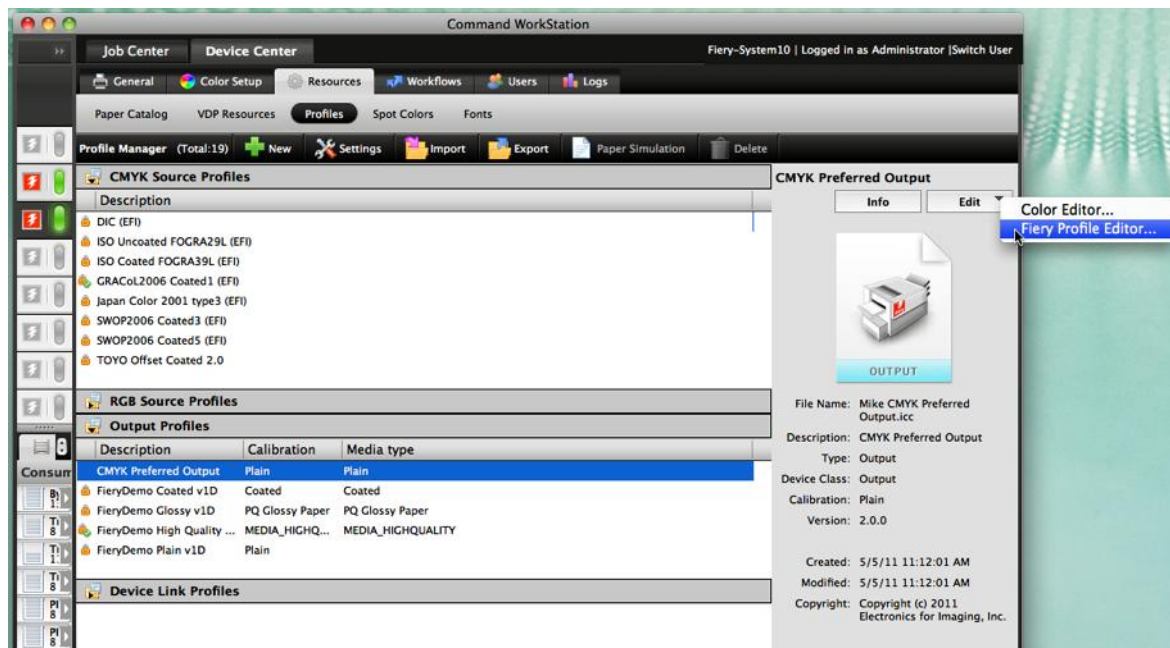 Command WorkStation
Job Center Device Center Fiery-System10 | Logged in as Administrator |Switch User
General Color Setup Resources Workflows Users Logs
Paper Catalog VDP Resources Profiles Spot Colors Fonts
Profile Manager (Total:19) New Settings Import Export Paper Simulation Delete
CMYK Source Profiles
Description
DIC (EFI)
ISO Uncoated FOGRA29L (EFI)
ISO Coated FOGRA39L (EFI)
GRACoL2006 Coated1 (EFI)
Japan Color 2001 type3 (EFI)
SWOP2006 Coated3 (EFI)
SWOP2006 Coated5 (EFI)
TOYO Offset Coated 2.0
RGB Source Profiles
Output Profiles
Description Calibration Media type
CMYK Preferred Output Plain Plain
FieryDemo Coated v1D Coated Coated
FieryDemo Glossy v1D PQ Glossy Paper PQ Glossy Paper
FieryDemo High Quality ... MEDIA_HIGHQ... MEDIA_HIGHQUALITY
FieryDemo Plain v1D Plain
Device Link Profiles
Consum
CMYK Preferred Output
Info Edit
Color Editor...
Fiery Profile Editor...
OUTPUT
File Name: Mike CMYK Preferred
Output.icc
Description: CMYK Preferred Output
Type: Output
Device Class: Output
Calibration: Plain
Version: 2.0.0
Created: 5/5/11 11:12:01 AM
Modified: 5/5/11 11:12:01 AM
Copyright: Copyright (c) 2011
Electronics for Imaging, Inc.